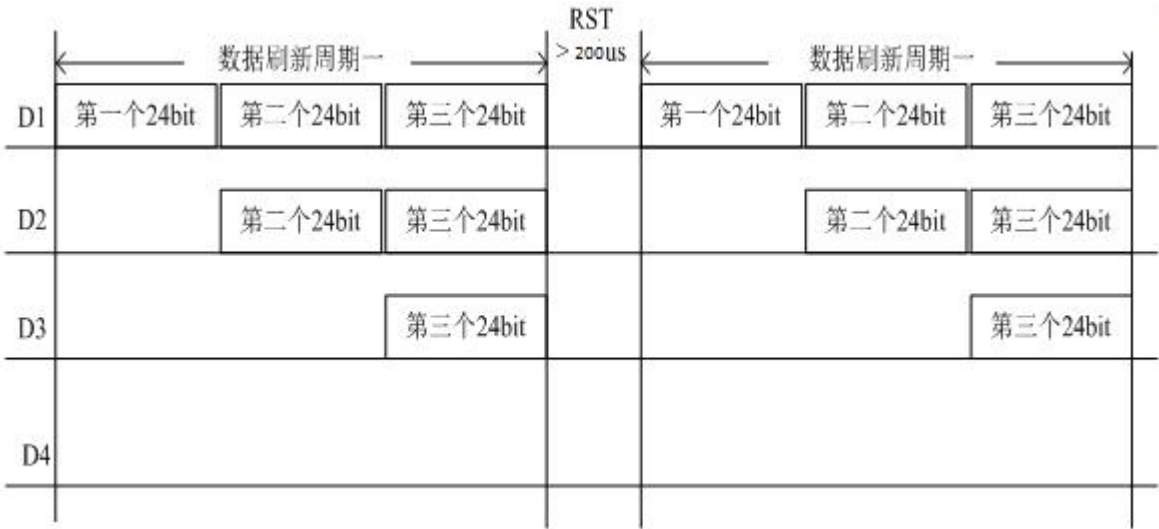 RST
> 200us
数据刷新周期一
数据刷新周期一
D1
第一个24bit
第二个24bit
第三个24bit
第一个24bit
第二个24bit
第三个24bit
D2
第二个24bit
第三个24bit
第二个24bit
第三个24bit
D3
第三个24bit
第三个24bit
D4